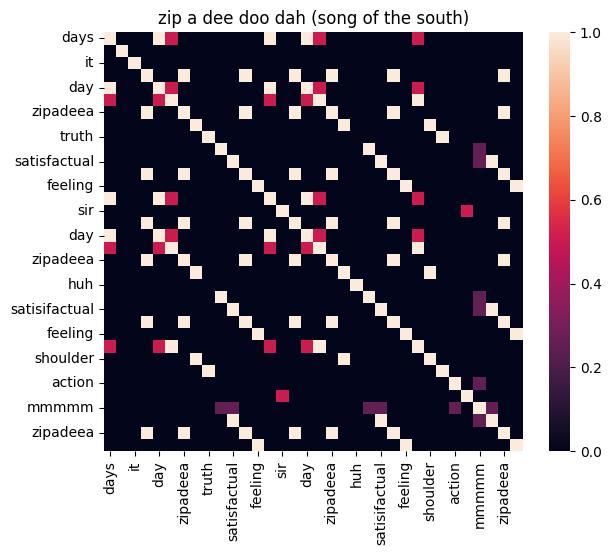 zip a dee doo dah (song of the south)
days
it
day
zipadeea
truth
satisfactual
feeling
sir
day
zipadeea
huh
satisifactual
feeling
shoulder
action
mmmmm
zipadeea
1.0
0.8
0.6
0.4
0.2
0.0
days
it
day
zipadeea
truth
satisfactual
feeling
sir
day
zipadeea
huh
satisifactual
feeling
shoulder
action
mmmmm
zipadeea